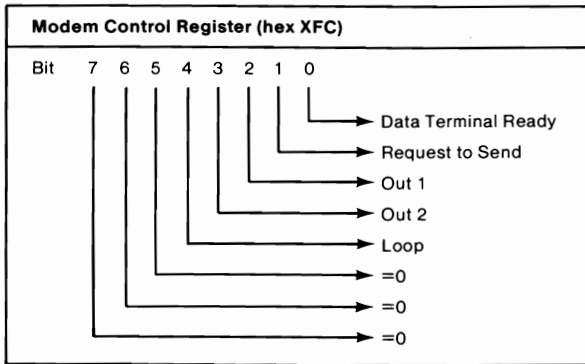 Modem Control Register (hex XFC)
Bit 7 6 5 4 3 2 1 0
Data Terminal Ready
Request to Send
Out 1
Out 2
Loop
=0
=0
=0